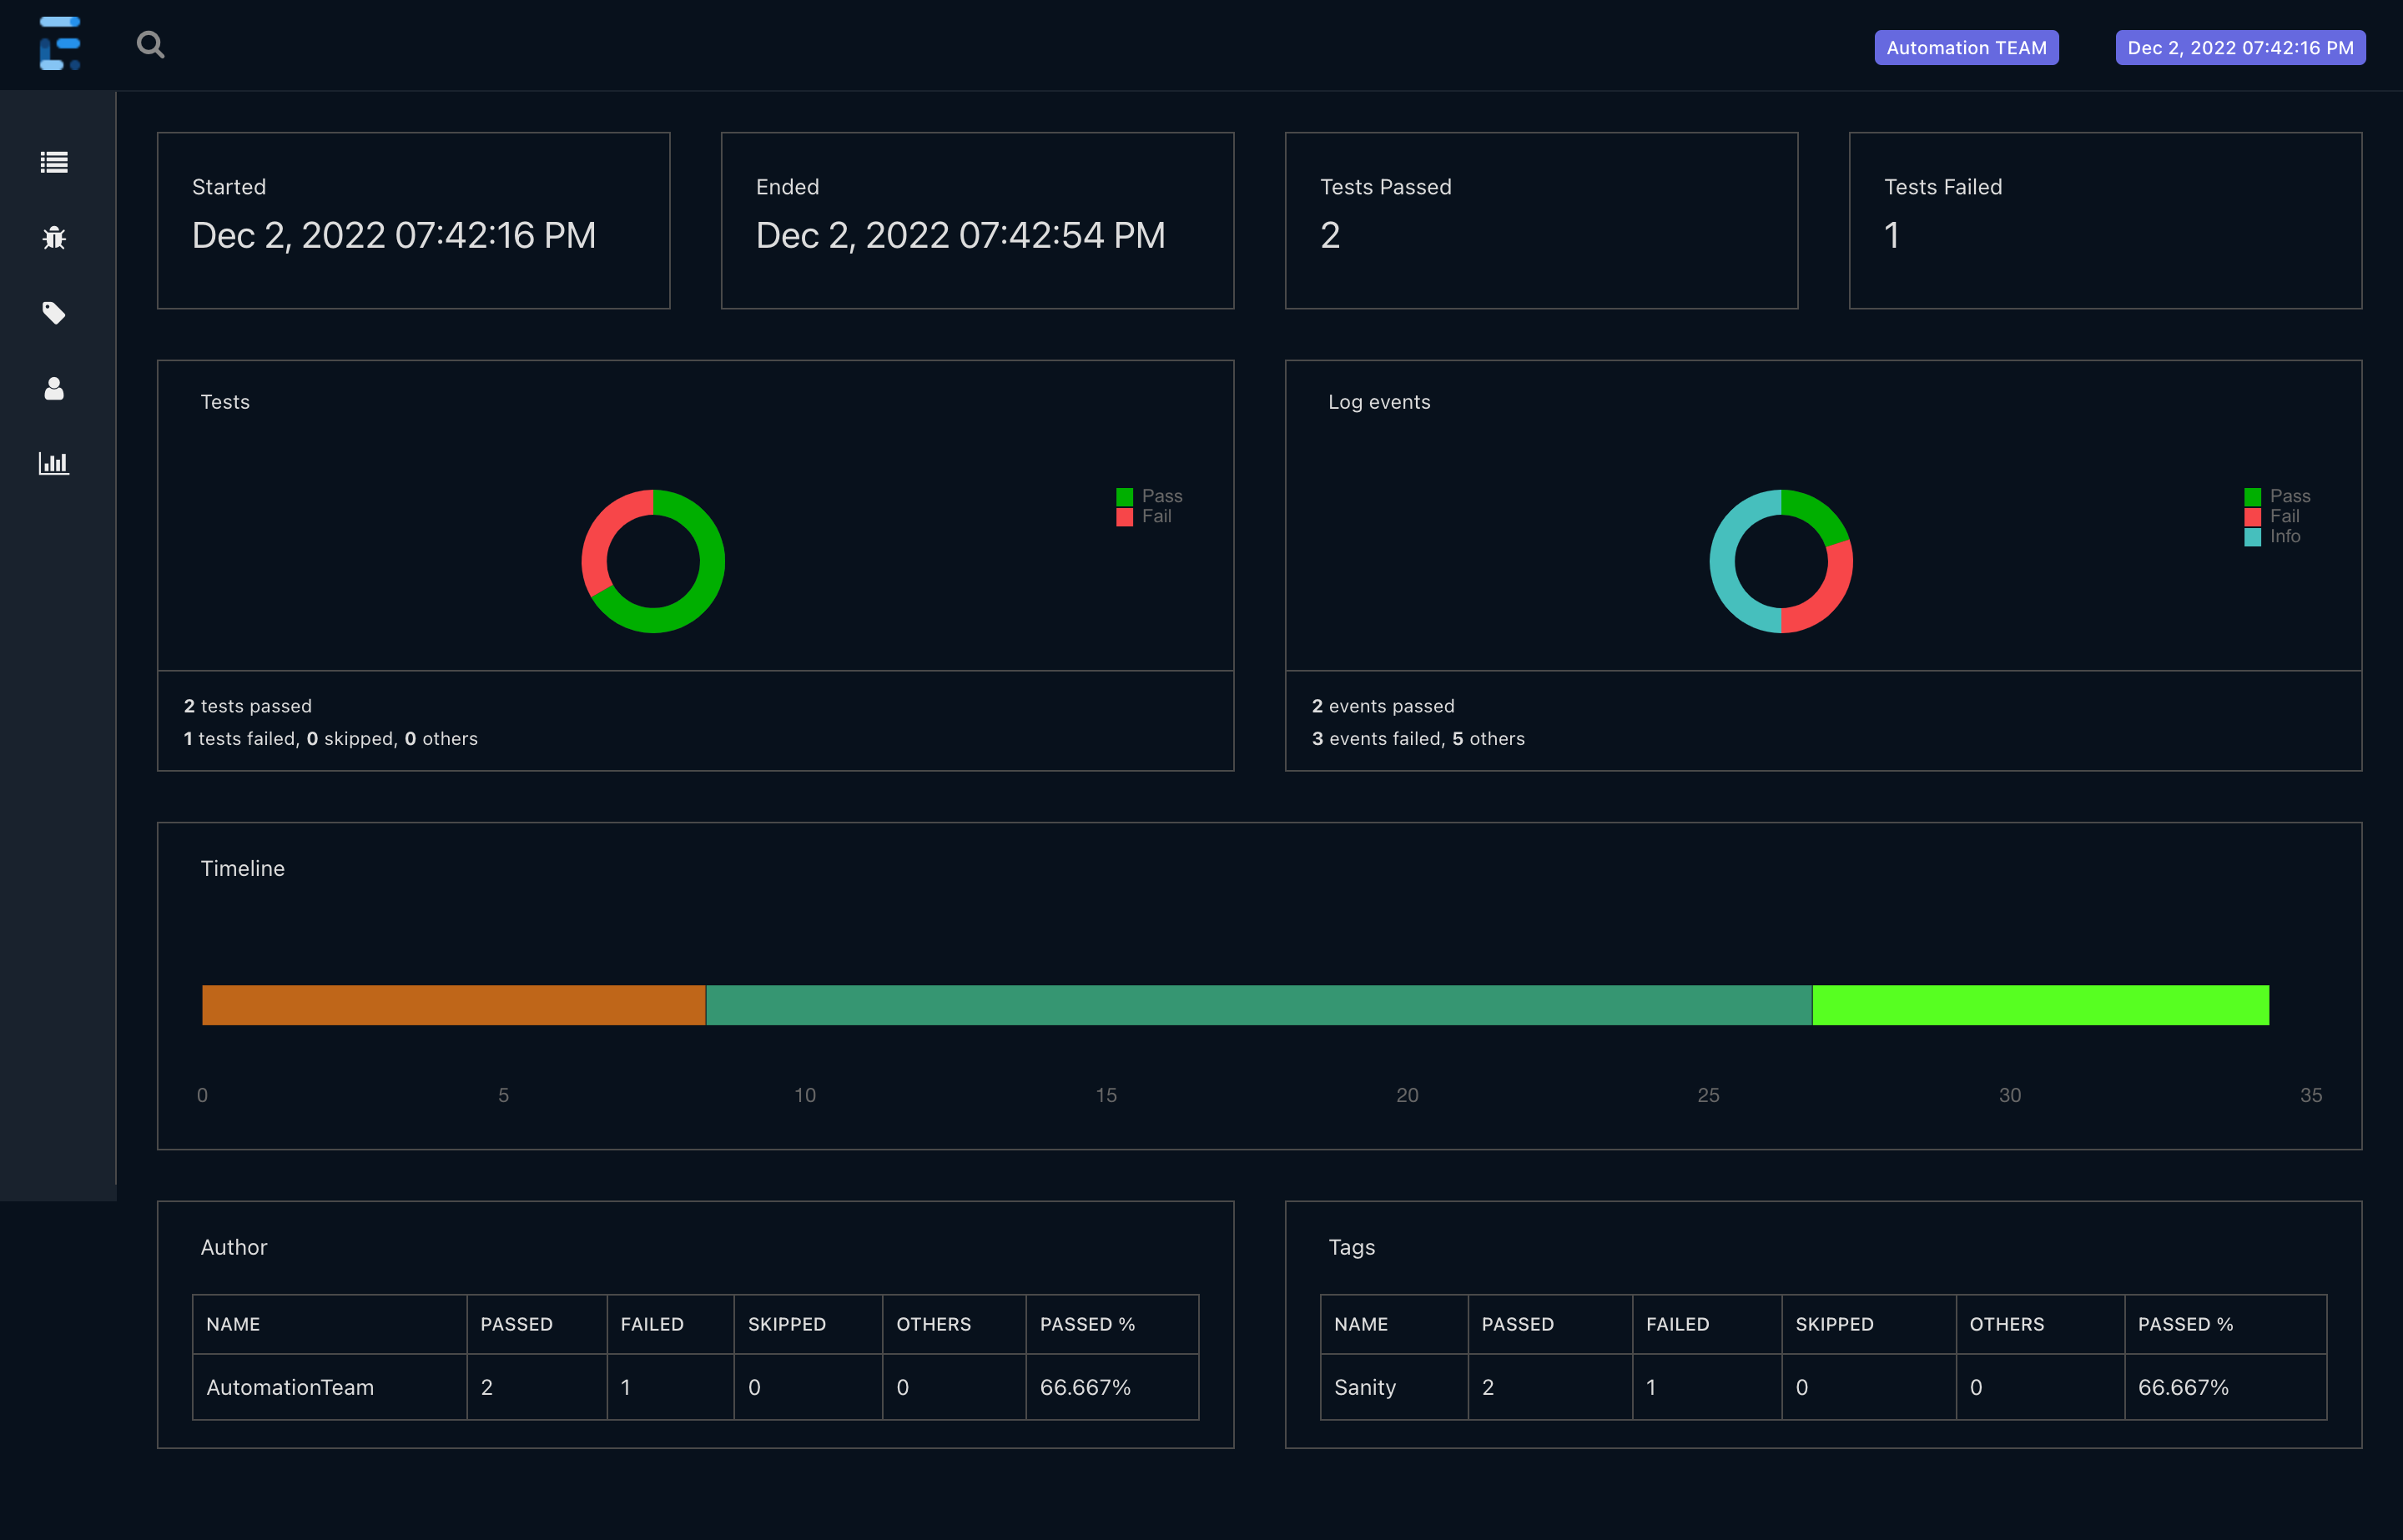 Automation TEAM
Dec 2, 2022 07:42:16 PM
Started
Dec 2, 2022 07:42:16 PM
Ended
Dec 2, 2022 07:42:54 PM
Tests Passed
2
Tests Failed
1
Tests
Pass
Fail
2 tests passed
1 tests failed, 0 skipped, 0 others
Log events
Pass
Fail
Info
2 events passed
3 events failed, 5 others
Timeline
0 5 10 15 20 25 30 35
Author
NAME PASSED FAILED SKIPPED OTHERS PASSED %
AutomationTeam 2 1 0 0 66.667%
Tags
NAME PASSED FAILED SKIPPED OTHERS PASSED %
Sanity 2 1 0 0 66.667%